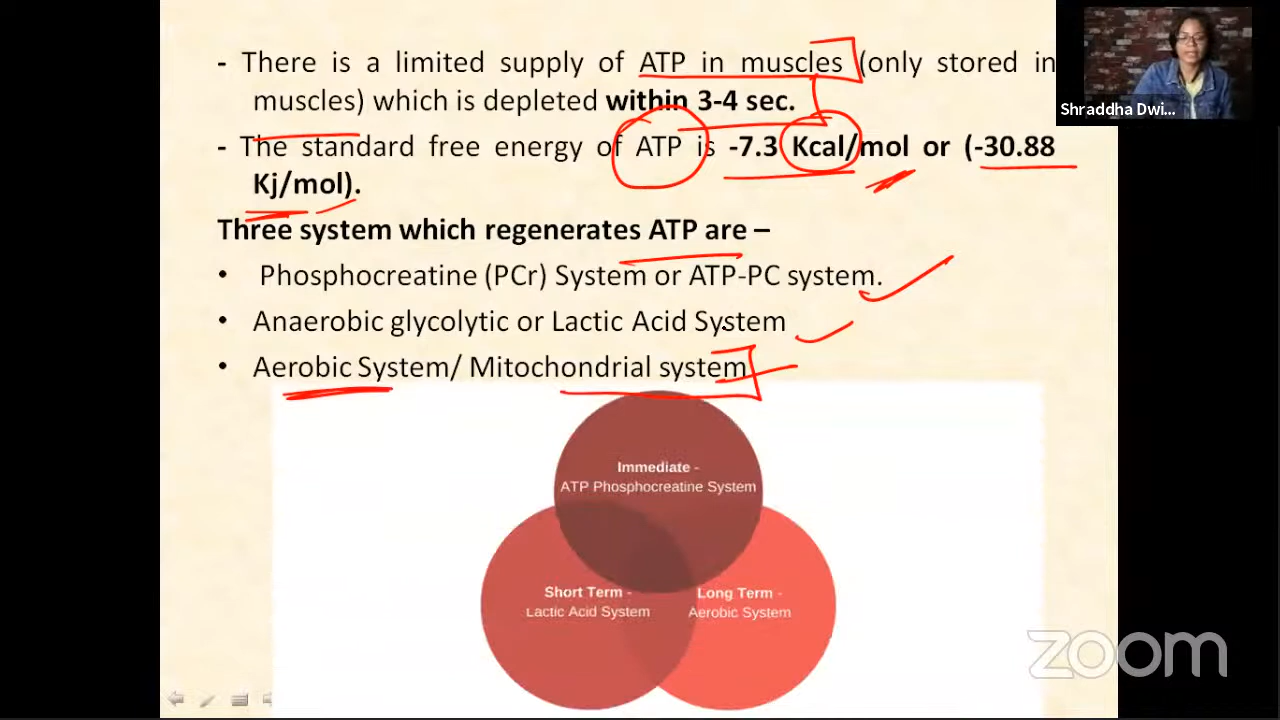 - There is a limited supply of ATP in muscles (only stored in
muscles) which is depleted within 3-4 sec.
- The standard free energy of ATP is -7.3 Kcal/mol or (-30.88
Kj/mol).
Three system which regenerates ATP are –
• Phosphocreatine (PCr) System or ATP-PC system.
• Anaerobic glycolytic or Lactic Acid System
• Aerobic System/ Mitochondrial system
Immediate -
ATP Phosphocreatine System
Short Term -
Lactic Acid System
Long Term -
Aerobic System
Shraddha Dwi...
zoom